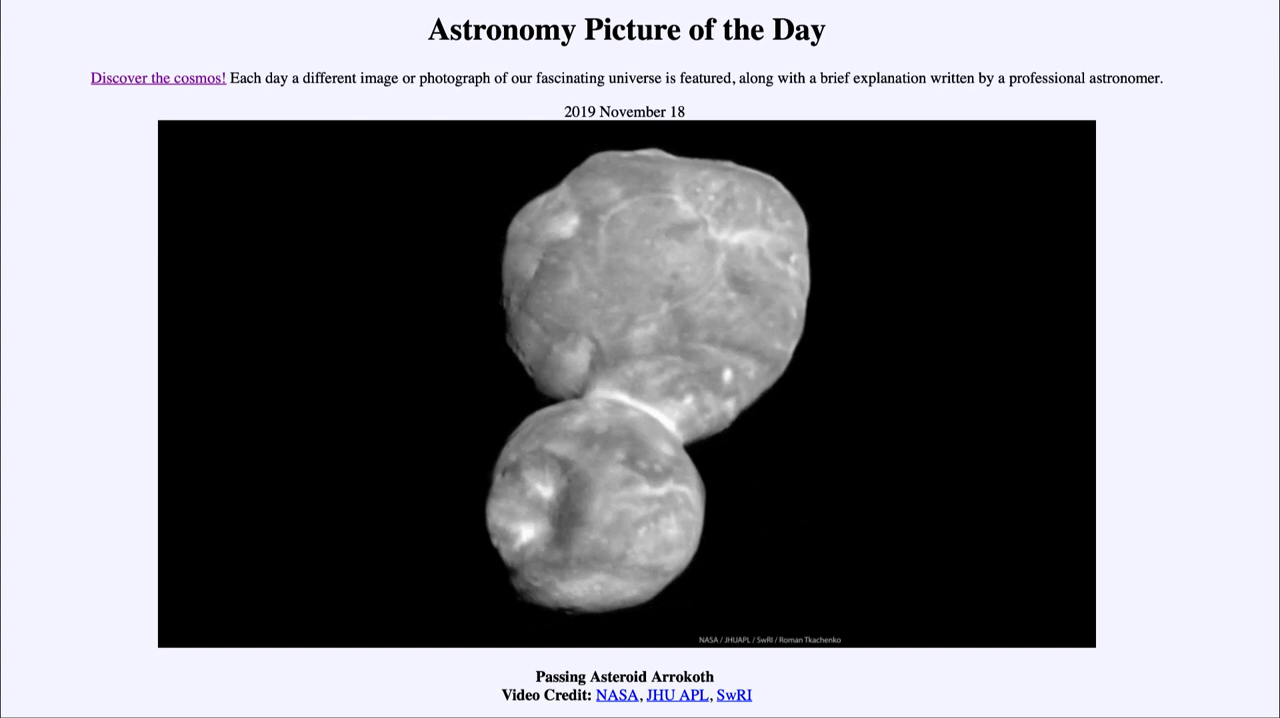 Astronomy Picture of the Day
Discover the cosmos! Each day a different image or photograph of our fascinating universe is featured, along with a brief explanation written by a professional astronomer.
2019 November 18
NASA / JHUAPL / SwRI / Roman Tkachenko
Passing Asteroid Arrokoth
Video Credit: NASA, JHU APL, SwRI